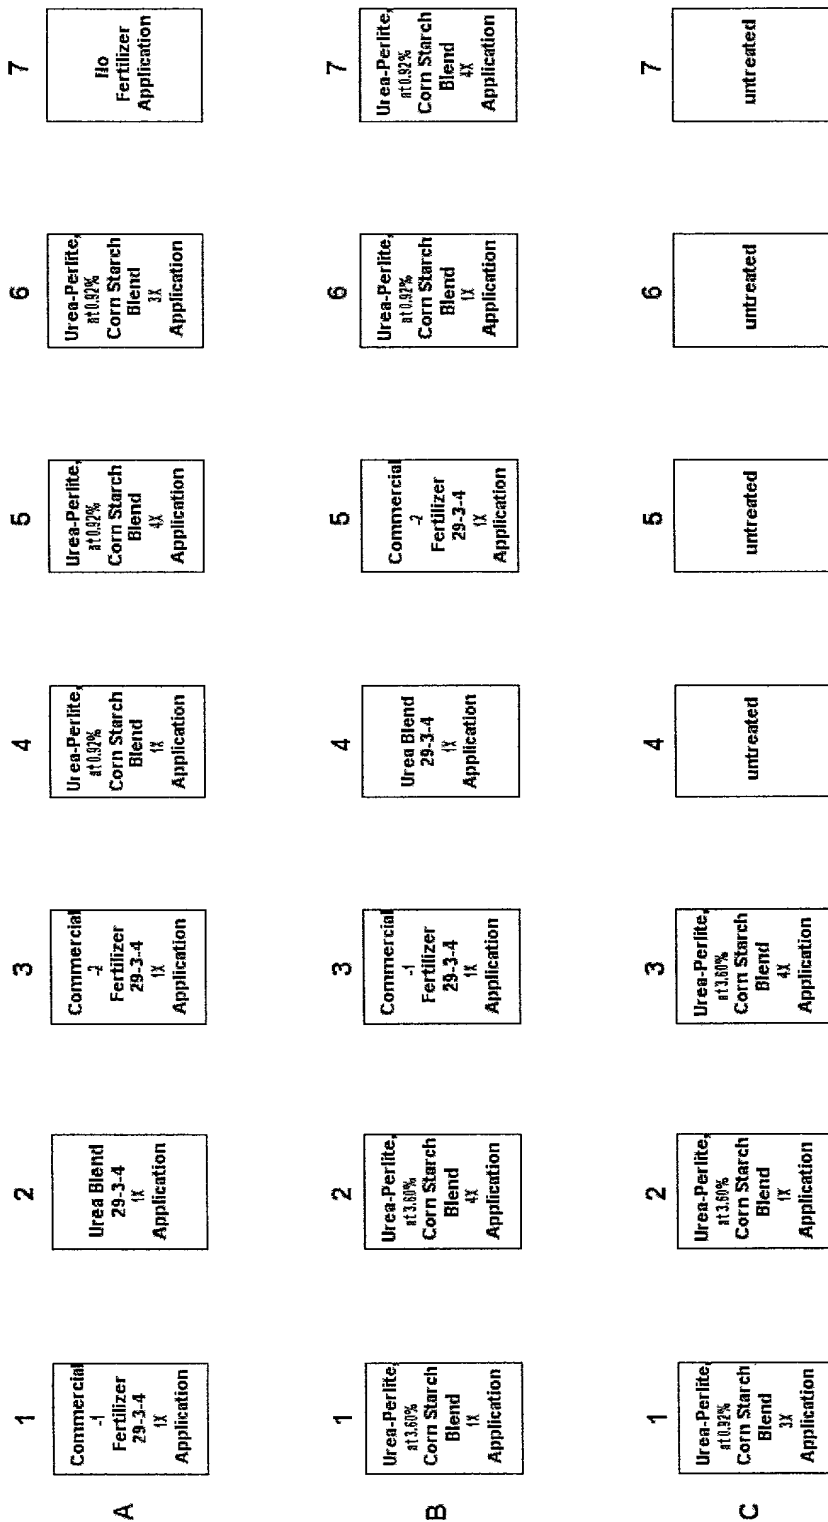 1 2 3 4 5 6 7
A
Commercial
-1
Fertilizer
29-3-4
1X
Application
Urea Blend
29-3-4
1X
Application
Commercial
-2
Fertilizer
29-3-4
1X
Application
Urea-Perlite,
at 0.92%
Corn Starch
Blend
1X
Application
Urea-Perlite,
at 0.92%
Corn Starch
Blend
4X
Application
Urea-Perlite,
at 0.92%
Corn Starch
Blend
3X
Application
No
Fertilizer
Application
1 2 3 4 5 6 7
B
Urea-Perlite,
at 3.60%
Corn Starch
Blend
1X
Application
Urea-Perlite,
at 3.60%
Corn Starch
Blend
4X
Application
Commercial
-1
Fertilizer
29-3-4
1X
Application
Urea Blend
29-3-4
1X
Application
Commercial
-2
Fertilizer
29-3-4
1X
Application
Urea-Perlite,
at 0.92%
Corn Starch
Blend
1X
Application
Urea-Perlite,
at 0.92%
Corn Starch
Blend
4X
Application
1 2 3 4 5 6 7
C
Urea-Perlite,
at 0.92%
Corn Starch
Blend
3X
Application
Urea-Perlite,
at 3.60%
Corn Starch
Blend
1X
Application
Urea-Perlite,
at 3.60%
Corn Starch
Blend
4X
Application
untreated
untreated
untreated
untreated